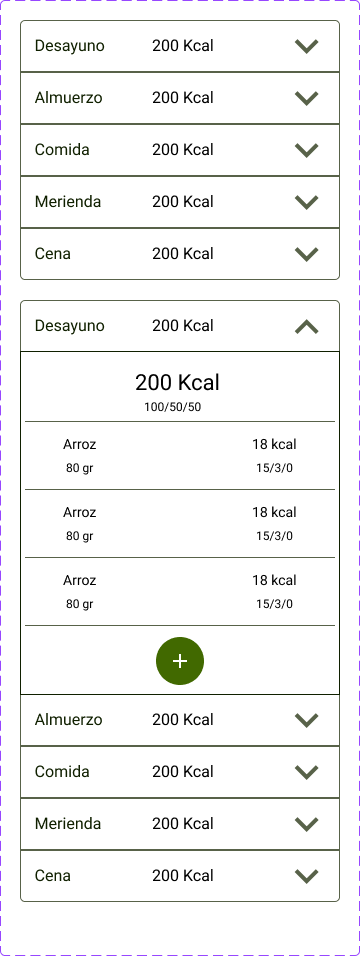 Desayuno 200 Kcal
Almuerzo 200 Kcal
Comida 200 Kcal
Merienda 200 Kcal
Cena 200 Kcal
Desayuno 200 Kcal
200 Kcal
100/50/50
Arroz 18 kcal
80 gr 15/3/0
Arroz 18 kcal
80 gr 15/3/0
Arroz 18 kcal
80 gr 15/3/0
+
Almuerzo 200 Kcal
Comida 200 Kcal
Merienda 200 Kcal
Cena 200 Kcal